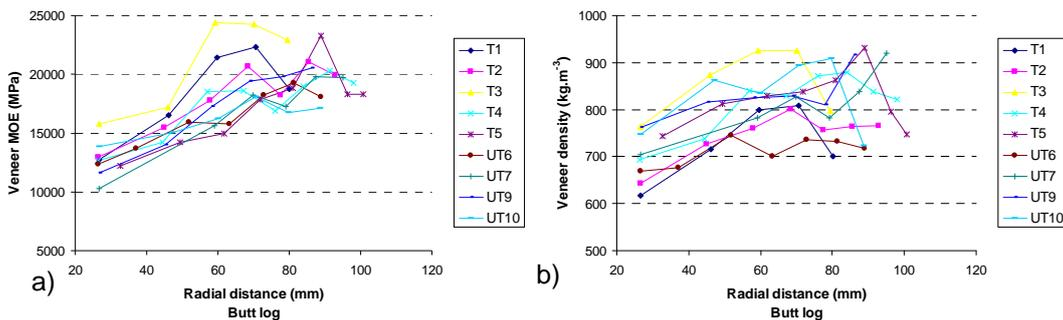 25000
20000
15000
10000
5000
Veneer MOE (MPa)
20 40 60 80 100 120
Radial distance (mm)
Butt log
a)
T1
T2
T3
T4
T5
UT6
UT7
UT9
UT10
1000
900
800
700
600
500
Veneer density (kg.m⁻³)
20 40 60 80 100 120
Radial distance (mm)
Butt log
b)
T1
T2
T3
T4
T5
UT6
UT7
UT9
UT10